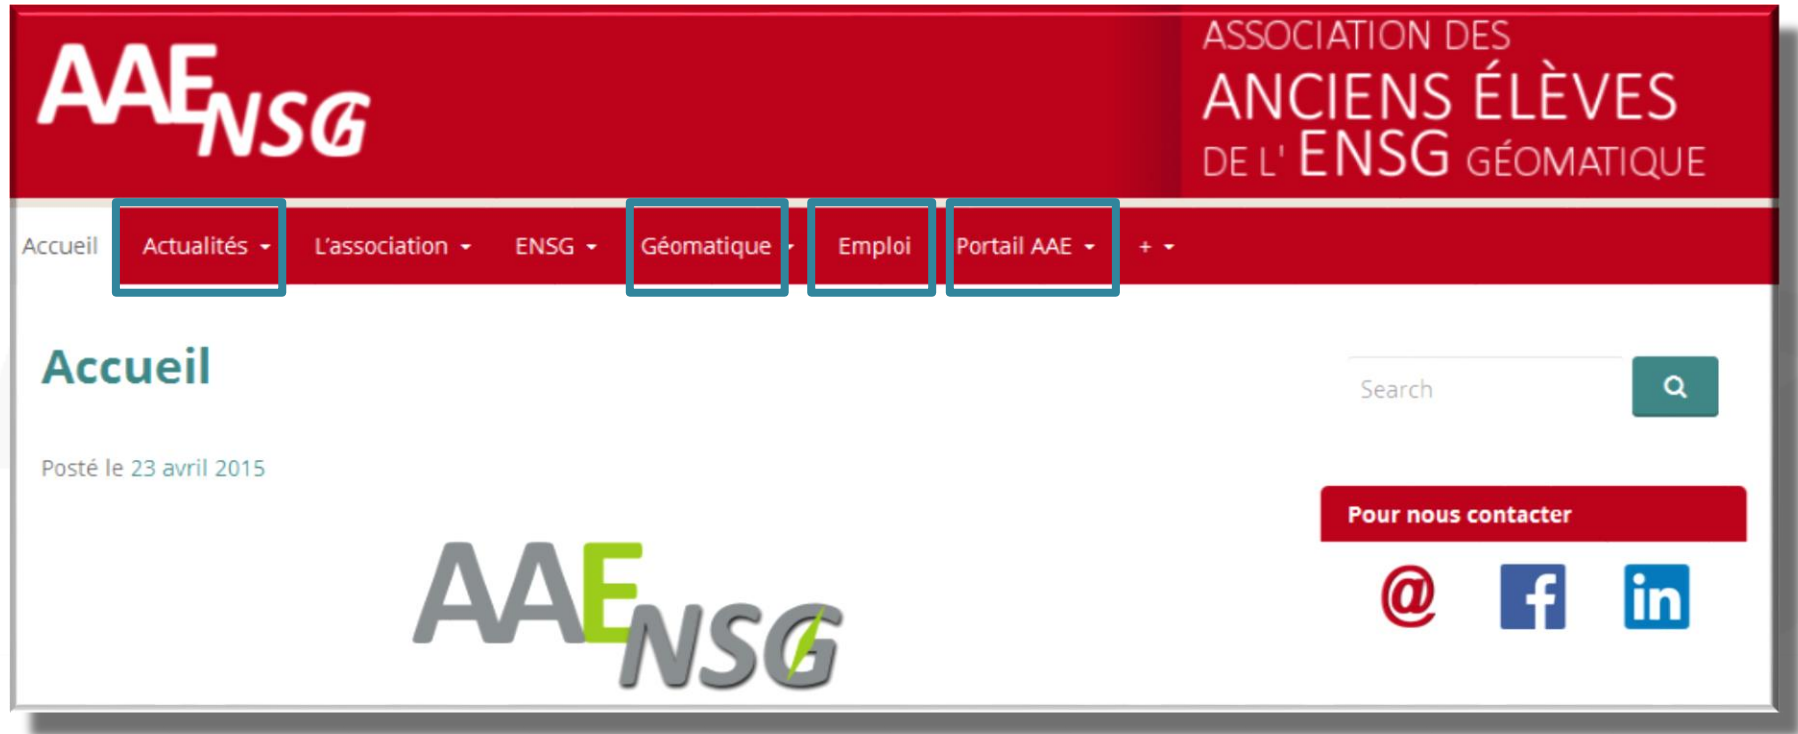 AAENSG
ASSOCIATION DES
ANCIENS ÉLÈVES
DE L' ENSG GÉOMATIQUE
Accueil Actualités L'association ENSG Géomatique Emploi Portail AAE +
Accueil
Search
Posté le 23 avril 2015
Pour nous contacter
AAENSG
@ f in